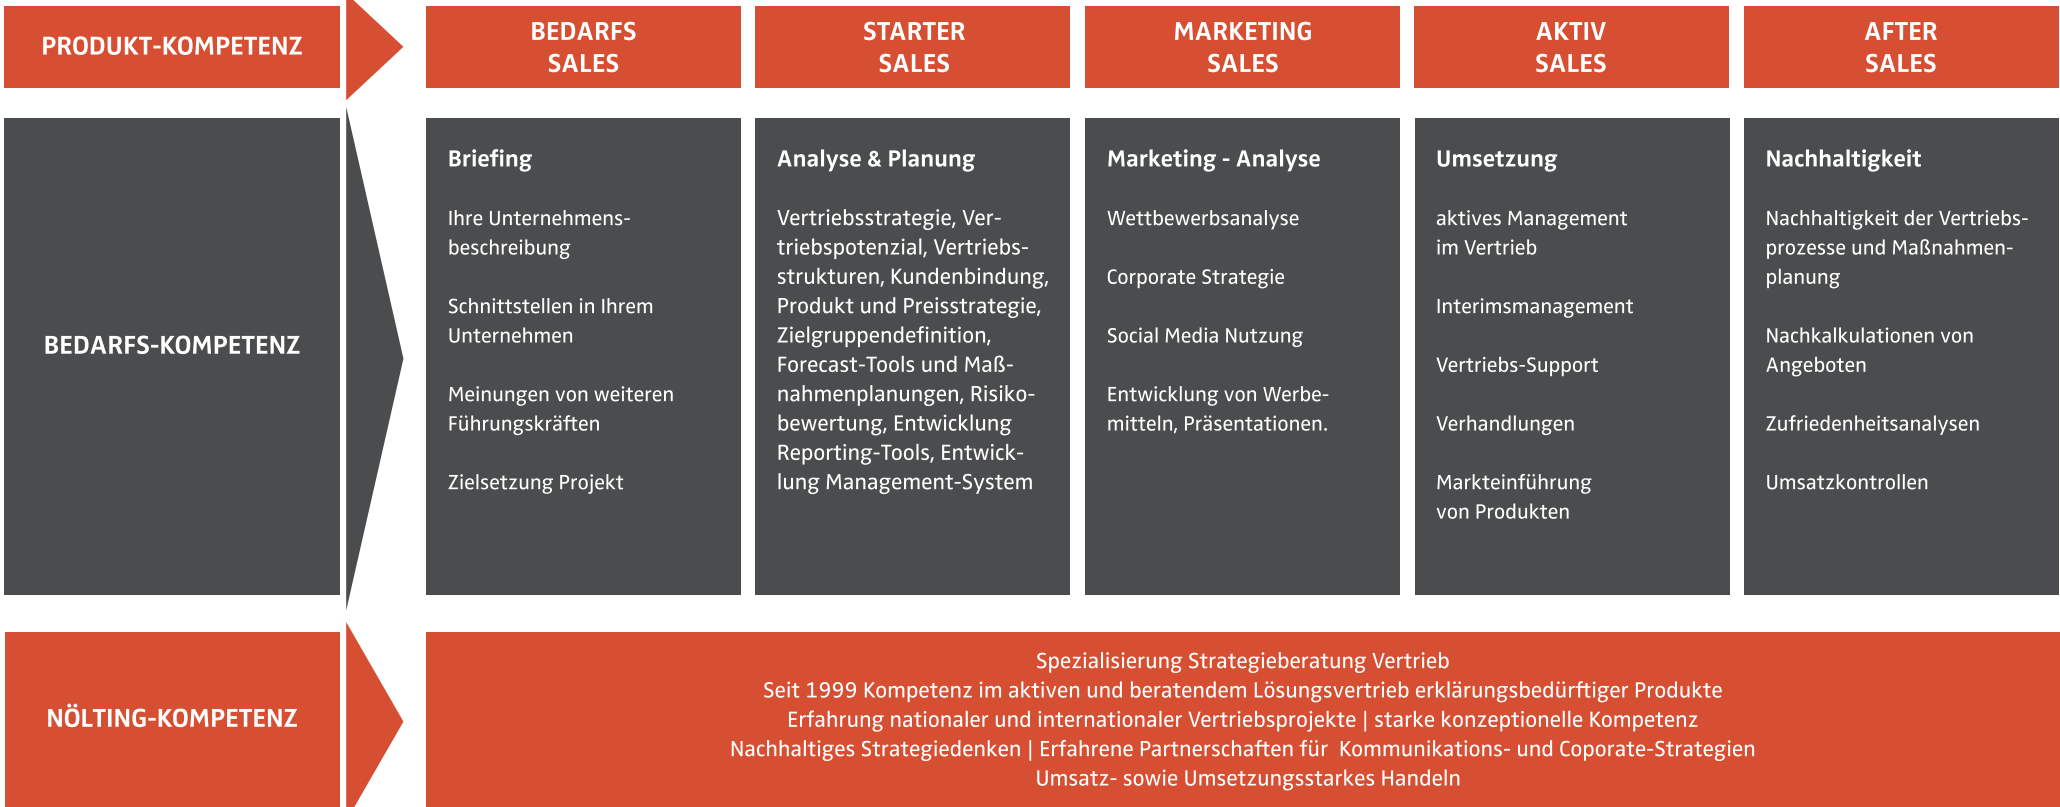 PRODUKT-KOMPETENZ
BEDARFS
SALES
STARTER
SALES
MARKETING
SALES
AKTIV
SALES
AFTER
SALES
BEDARFS-KOMPETENZ
Briefing
Ihre Unternehmens-
beschreibung
Schnittstellen in Ihrem
Unternehmen
Meinungen von weiteren
Führungskräften
Zielsetzung Projekt
Analyse & Planung
Vertriebsstrategie, Ver-
triebspotenzial, Vertriebs-
strukturen, Kundenbindung,
Produkt und Preisstrategie,
Zielgruppendefinition,
Forecast-Tools und Maß-
nahmenplanungen, Risiko-
bewertung, Entwicklung
Reporting-Tools, Entwick-
lung Management-System
Marketing - Analyse
Wettbewerbsanalyse
Corporate Strategie
Social Media Nutzung
Entwicklung von Werbe-
mitteln, Präsentationen.
Umsetzung
aktives Management
im Vertrieb
Interimsmanagement
Vertriebs-Support
Verhandlungen
Markteinführung
von Produkten
Nachhaltigkeit
Nachhaltigkeit der Vertriebs-
prozesse und Maßnahmen-
planung
Nachkalkulationen von
Angeboten
Zufriedenheitsanalysen
Umsatzkontrollen
NÖLTING-KOMPETENZ
Spezialisierung Strategieberatung Vertrieb
Seit 1999 Kompetenz im aktiven und beratendem Lösungsvertrieb erklärungsbedürftiger Produkte
Erfahrung nationaler und internationaler Vertriebsprojekte | starke konzeptionelle Kompetenz
Nachhaltiges Strategiedenken | Erfahrene Partnerschaften für Kommunikations- und Coporate-Strategien
Umsatz- sowie Umsetzungsstarkes Handeln